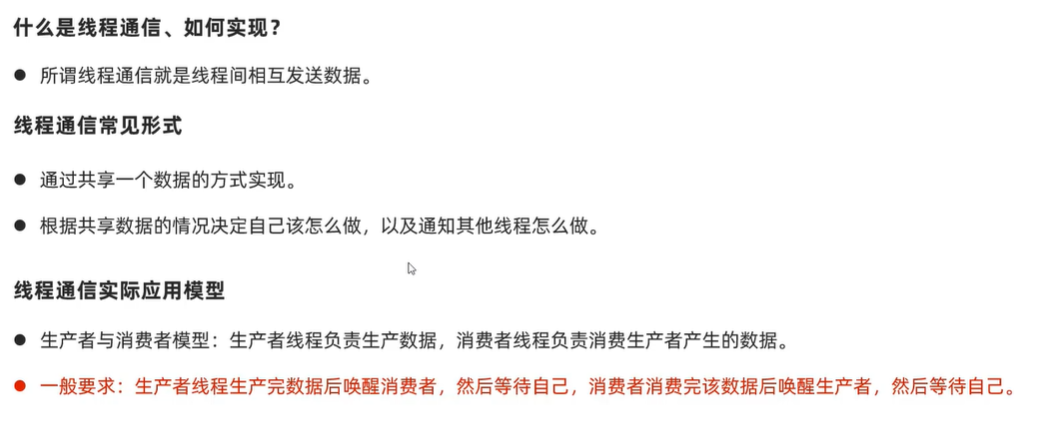 什么是线程通信、如何实现？
● 所谓线程通信就是线程间相互发送数据。
线程通信常见形式
● 通过共享一个数据的方式实现。
● 根据共享数据的情况决定自己该怎么做，以及通知其他线程怎么做。
线程通信实际应用模型
● 生产者与消费者模型：生产者线程负责生产数据，消费者线程负责消费生产者产生的数据。
● 一般要求：生产者线程生产完数据后唤醒消费者，然后等待自己，消费者消费完该数据后唤醒生产者，然后等待自己。